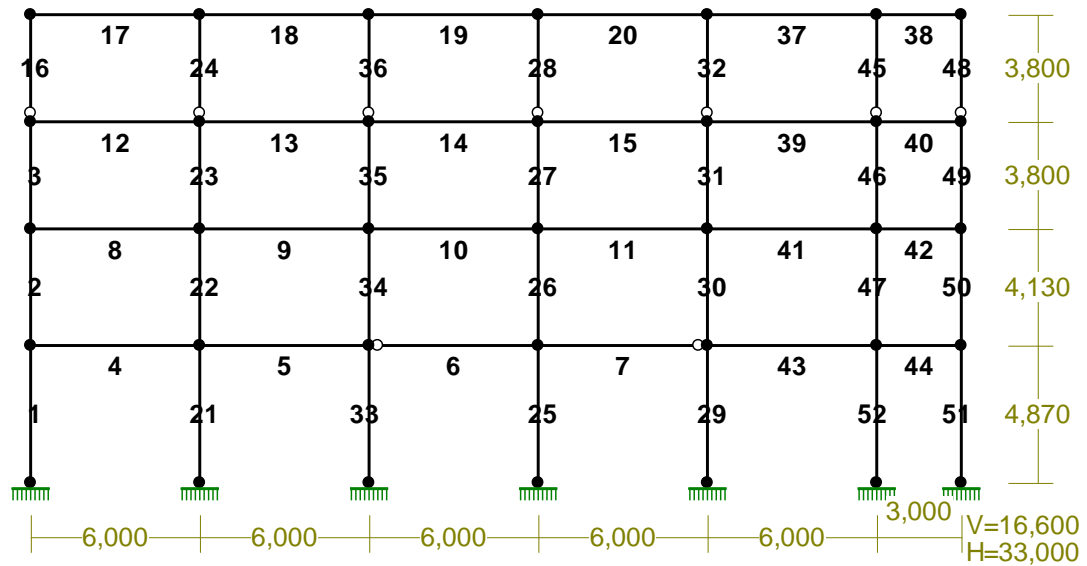 17 18 19 20 37 38
16 24 36 28 32 45 48 3,800
12 13 14 15 39 40
3 23 35 27 31 46 49 3,800
8 9 10 11 41 42
2 22 34 26 30 47 50 4,130
4 5 6 7 43 44
1 21 33 25 29 52 51 4,870
3,000
V=16,600
6,000 6,000 6,000 6,000 6,000
H=33,000